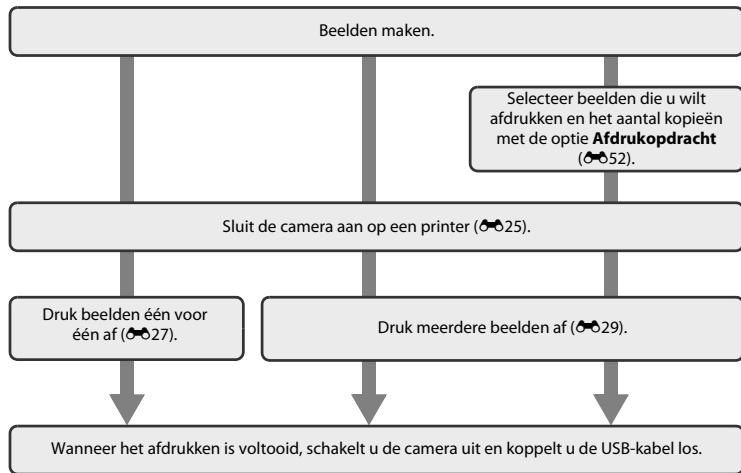 Beelden maken.
Selecteer beelden die u wilt
afdrukken en het aantal kopieën
met de optie Afdrukopdracht
(52).
Sluit de camera aan op een printer (25).
Druk beelden één voor
één af (27).
Druk meerdere beelden af (29).
Wanneer het afdrukken is voltooid, schakelt u de camera uit en koppelt u de USB-kabel los.